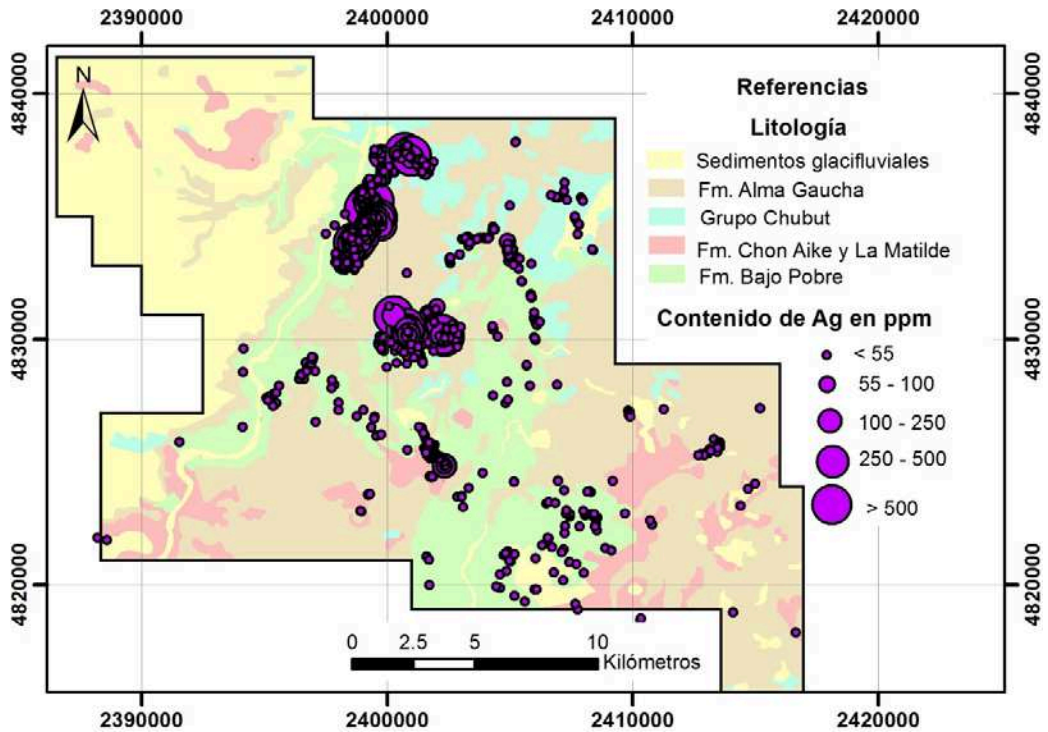 2390000 2400000 2410000 2420000
N
4840000 4840000
Referencias
Litología
Sedimentos glacifluviales
Fm. Alma Gaucha
Grupo Chubut
Fm. Chon Aike y La Matilde
Fm. Bajo Pobre
Contenido de Ag en ppm
< 55
55 - 100
100 - 250
250 - 500
> 500
4830000 4830000
4820000 4820000
0 2.5 5 10
Kilómetros
2390000 2400000 2410000 2420000